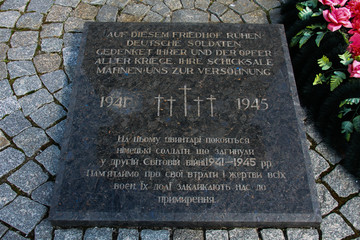 AUF DIESEM FRIEDHOF RUHEN
DEUTSCHE SOLDATEN
GEDENKET IHRER UND DER OPFER
ALLER KRIEGE. IHRE SCHICKSALE
MAHNEN UNS ZUR VERSÖHNUNG
1941 1945
На цьому цвинтарі покояться
німецькі солдати, що загинули
у другій Світовій війні 1941-1945 рр.
Пам'ятаймо про свої втрати і жертви всіх
воєн. Їх долі закликають нас до
примирення.